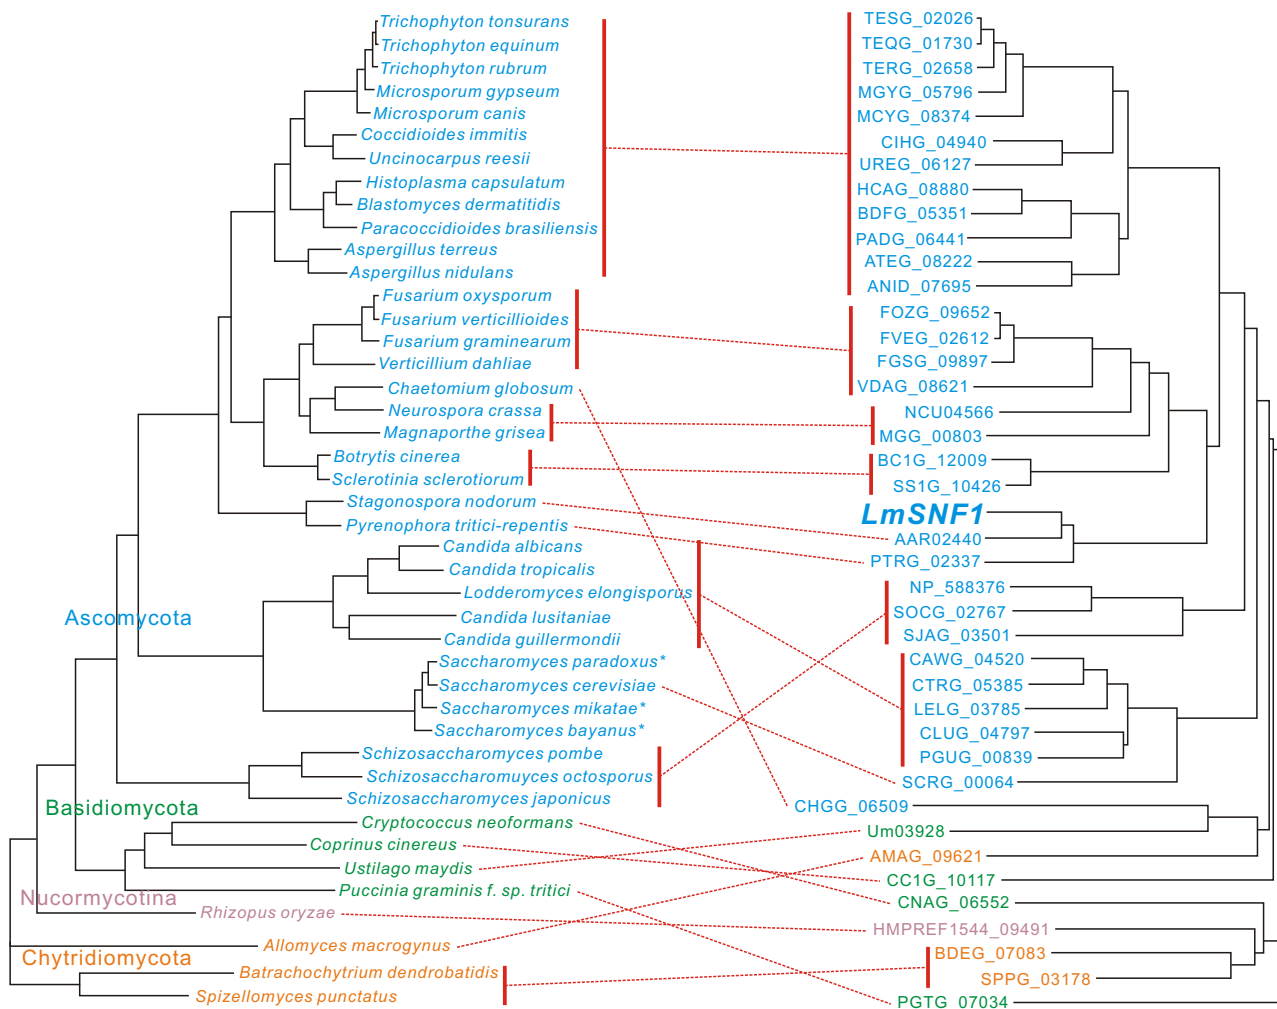 Trichophyton tonsurans
Trichophyton equinum
Trichophyton rubrum
Microsporum gypseum
Microsporum canis
Coccidioides immitis
Uncinocarpus reesii
Histoplasma capsulatum
Blastomyces dermatitidis
Paracoccidioides brasiliensis
Aspergillus terreus
Aspergillus nidulans
Fusarium oxysporum
Fusarium verticillioides
Fusarium graminearum
Verticillium dahliae
Chaetomium globosum
Neurospora crassa
Magnaporthe grisea
Botrytis cinerea
Sclerotinia sclerotiorum
Stagonospora nodorum
Pyrenophora tritici-repentis
Candida albicans
Candida tropicalis
Lodderomyces elongisporus
Candida lusitaniae
Candida guillermondii
Saccharomyces paradoxus*
Saccharomyces cerevisiae
Saccharomyces mikatae*
Saccharomyces bayanus*
Schizosaccharomyces pombe
Schizosaccharomuyces octosporus
Schizosaccharomyces japonicus
Cryptococcus neoformans
Coprinus cinereus
Ustilago maydis
Puccinia graminis f. sp. tritici
Rhizopus oryzae
Allomyces macrogynus
Batrachochytrium dendrobatidis
Spizellomyces punctatus
Ascomycota
Basidiomycota
Nucormycotina
Chytridiomycota
TESG_02026
TEQG_01730
TERG_02658
MGYG_05796
MCYG_08374
CIHG_04940
UREG_06127
HCAG_08880
BDFG_05351
PADG_06441
ATEG_08222
ANID_07695
FOZG_09652
FVEG_02612
FGSG_09897
VDAG_08621
NCU04566
MGG_00803
BC1G_12009
SS1G_10426
LmSNF1
AAR02440
PTRG_02337
NP_588376
SOCG_02767
SJAG_03501
CAWG_04520
CTRG_05385
LELG_03785
CLUG_04797
PGUG_00839
SCRG_00064
CHGG_06509
Um03928
AMAG_09621
CC1G_10117
CNAG_06552
HMPREF1544_09491
BDEG_07083
SPPG_03178
PGTG_07034